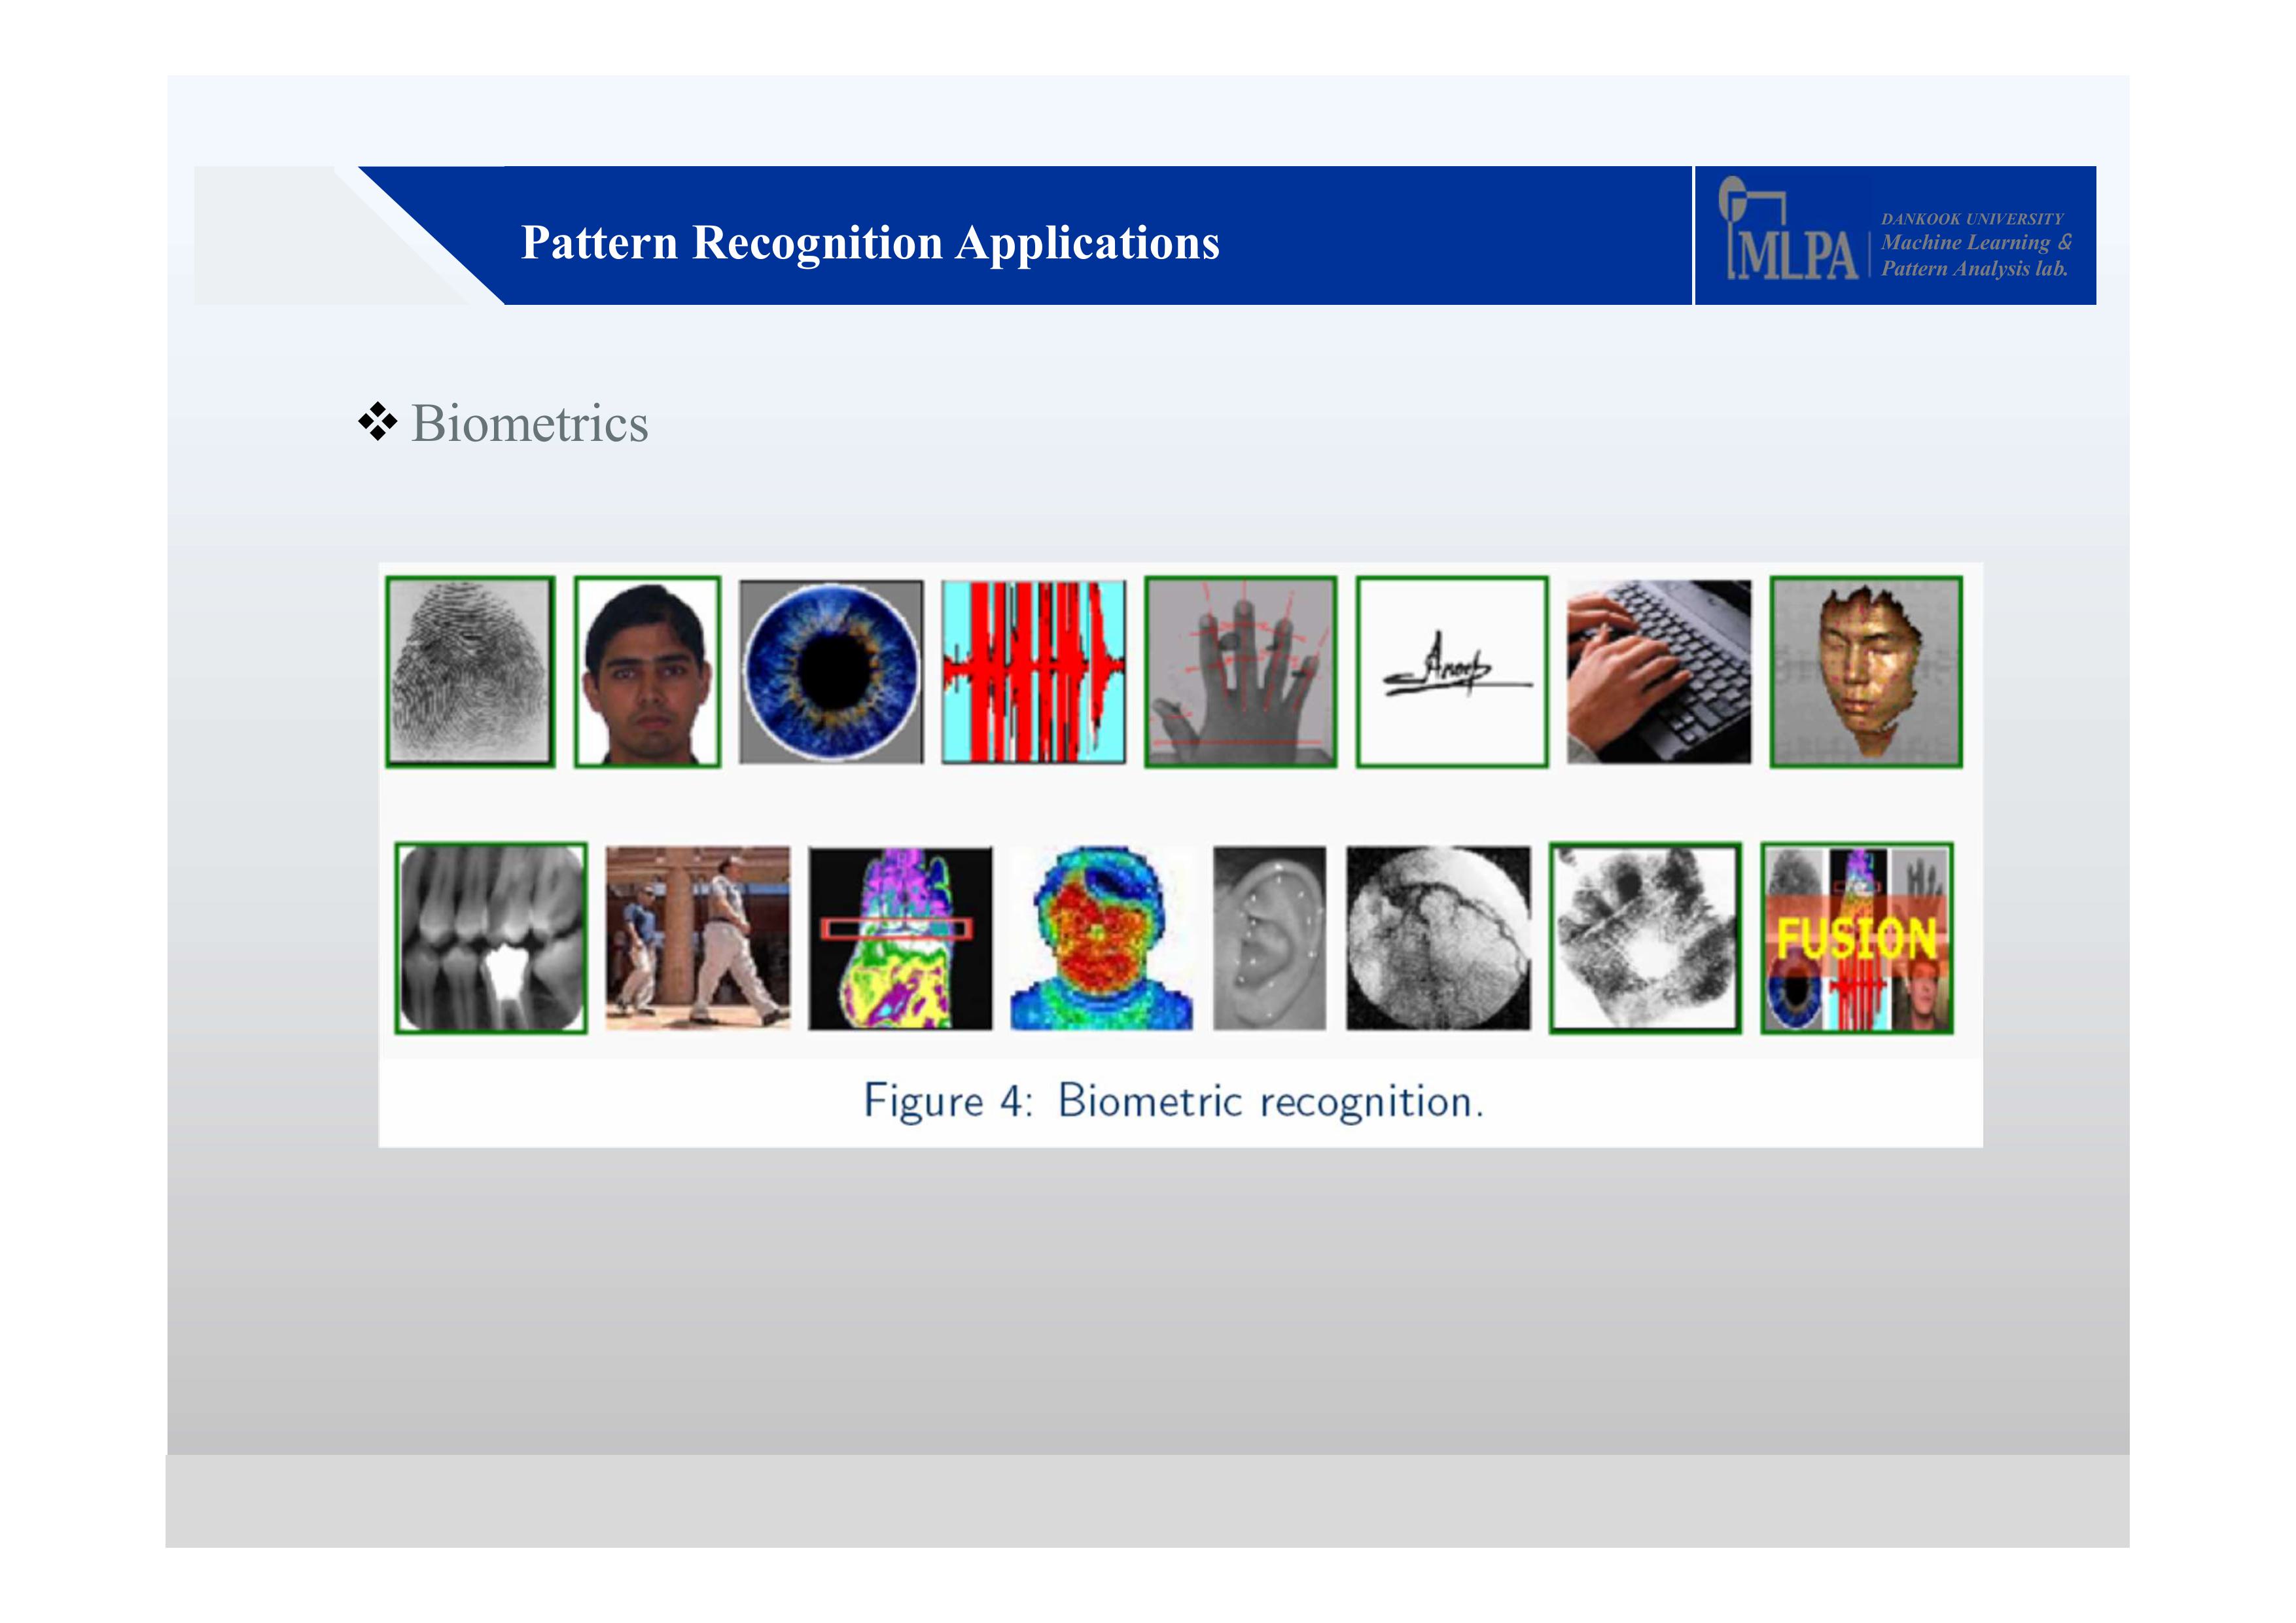 Pattern Recognition Applications
MLPA
DANKOOK UNIVERSITY
Machine Learning &
Pattern Analysis lab.
❖ Biometrics
Anoop
FUSION
Figure 4: Biometric recognition.